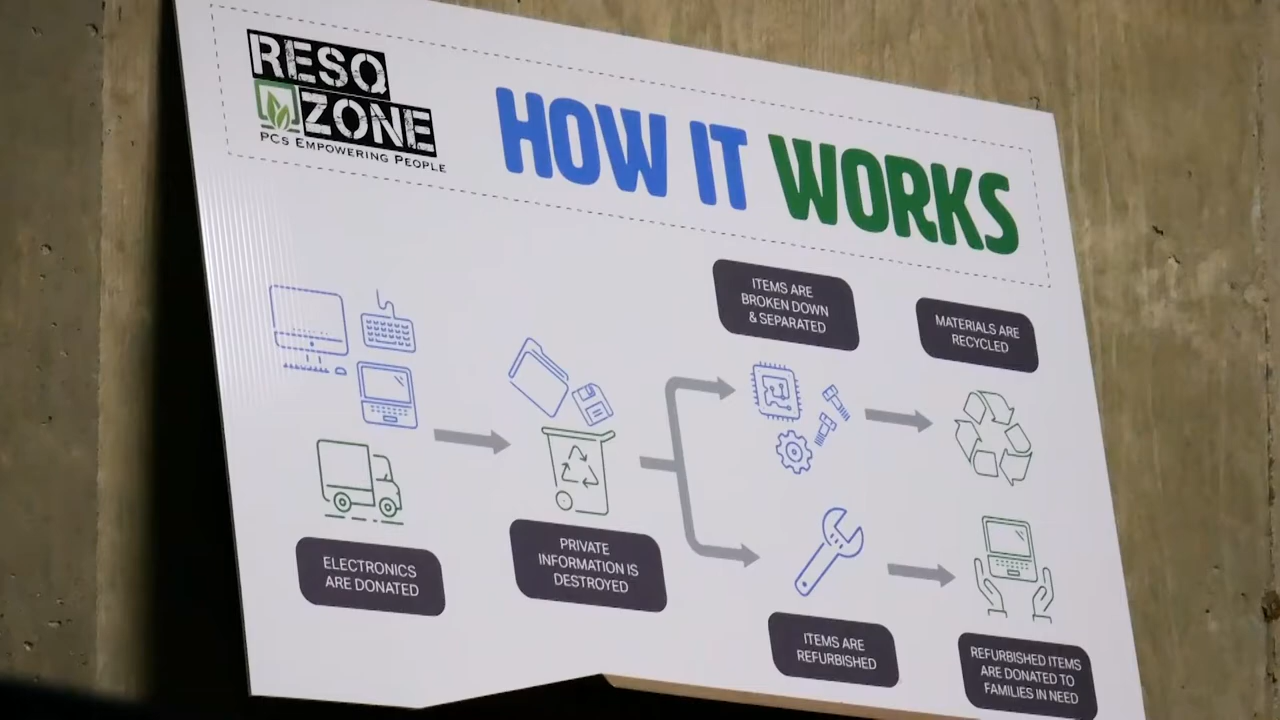 RESQ
ZONE
PCs EMPOWERING PEOPLE
HOW IT WORKS
ELECTRONICS
ARE DONATED
PRIVATE
INFORMATION IS
DESTROYED
ITEMS ARE
BROKEN DOWN
& SEPARATED
MATERIALS ARE
RECYCLED
ITEMS ARE
REFURBISHED
REFURBISHED ITEMS
ARE DONATED TO
FAMILIES IN NEED